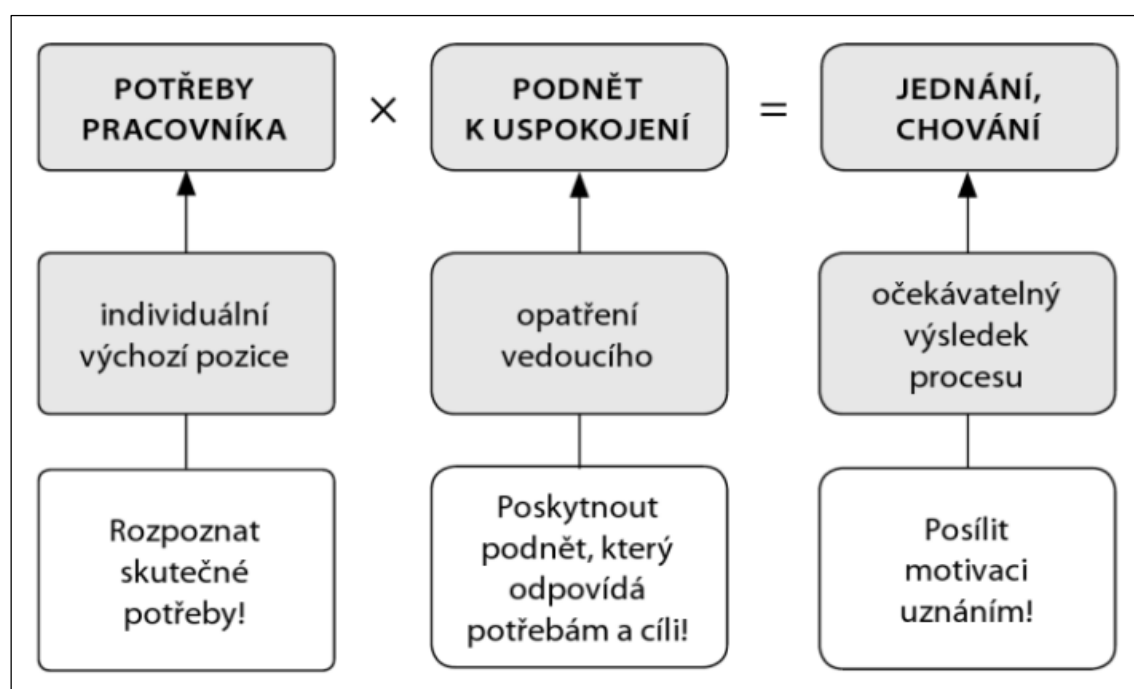 POTŘEBY
PRACOVNÍKA
×
PODNĚT
K USPOKOJENÍ
=
JEDNÁNÍ,
CHOVÁNÍ
individuální
výchozí pozice
opatření
vedoucího
očekávatelný
výsledek
procesu
Rozpoznat
skutečné
potřeby!
Poskytnout
podnět, který
odpovídá
potřebám a cíli!
Posílit
motivaci
uznáním!